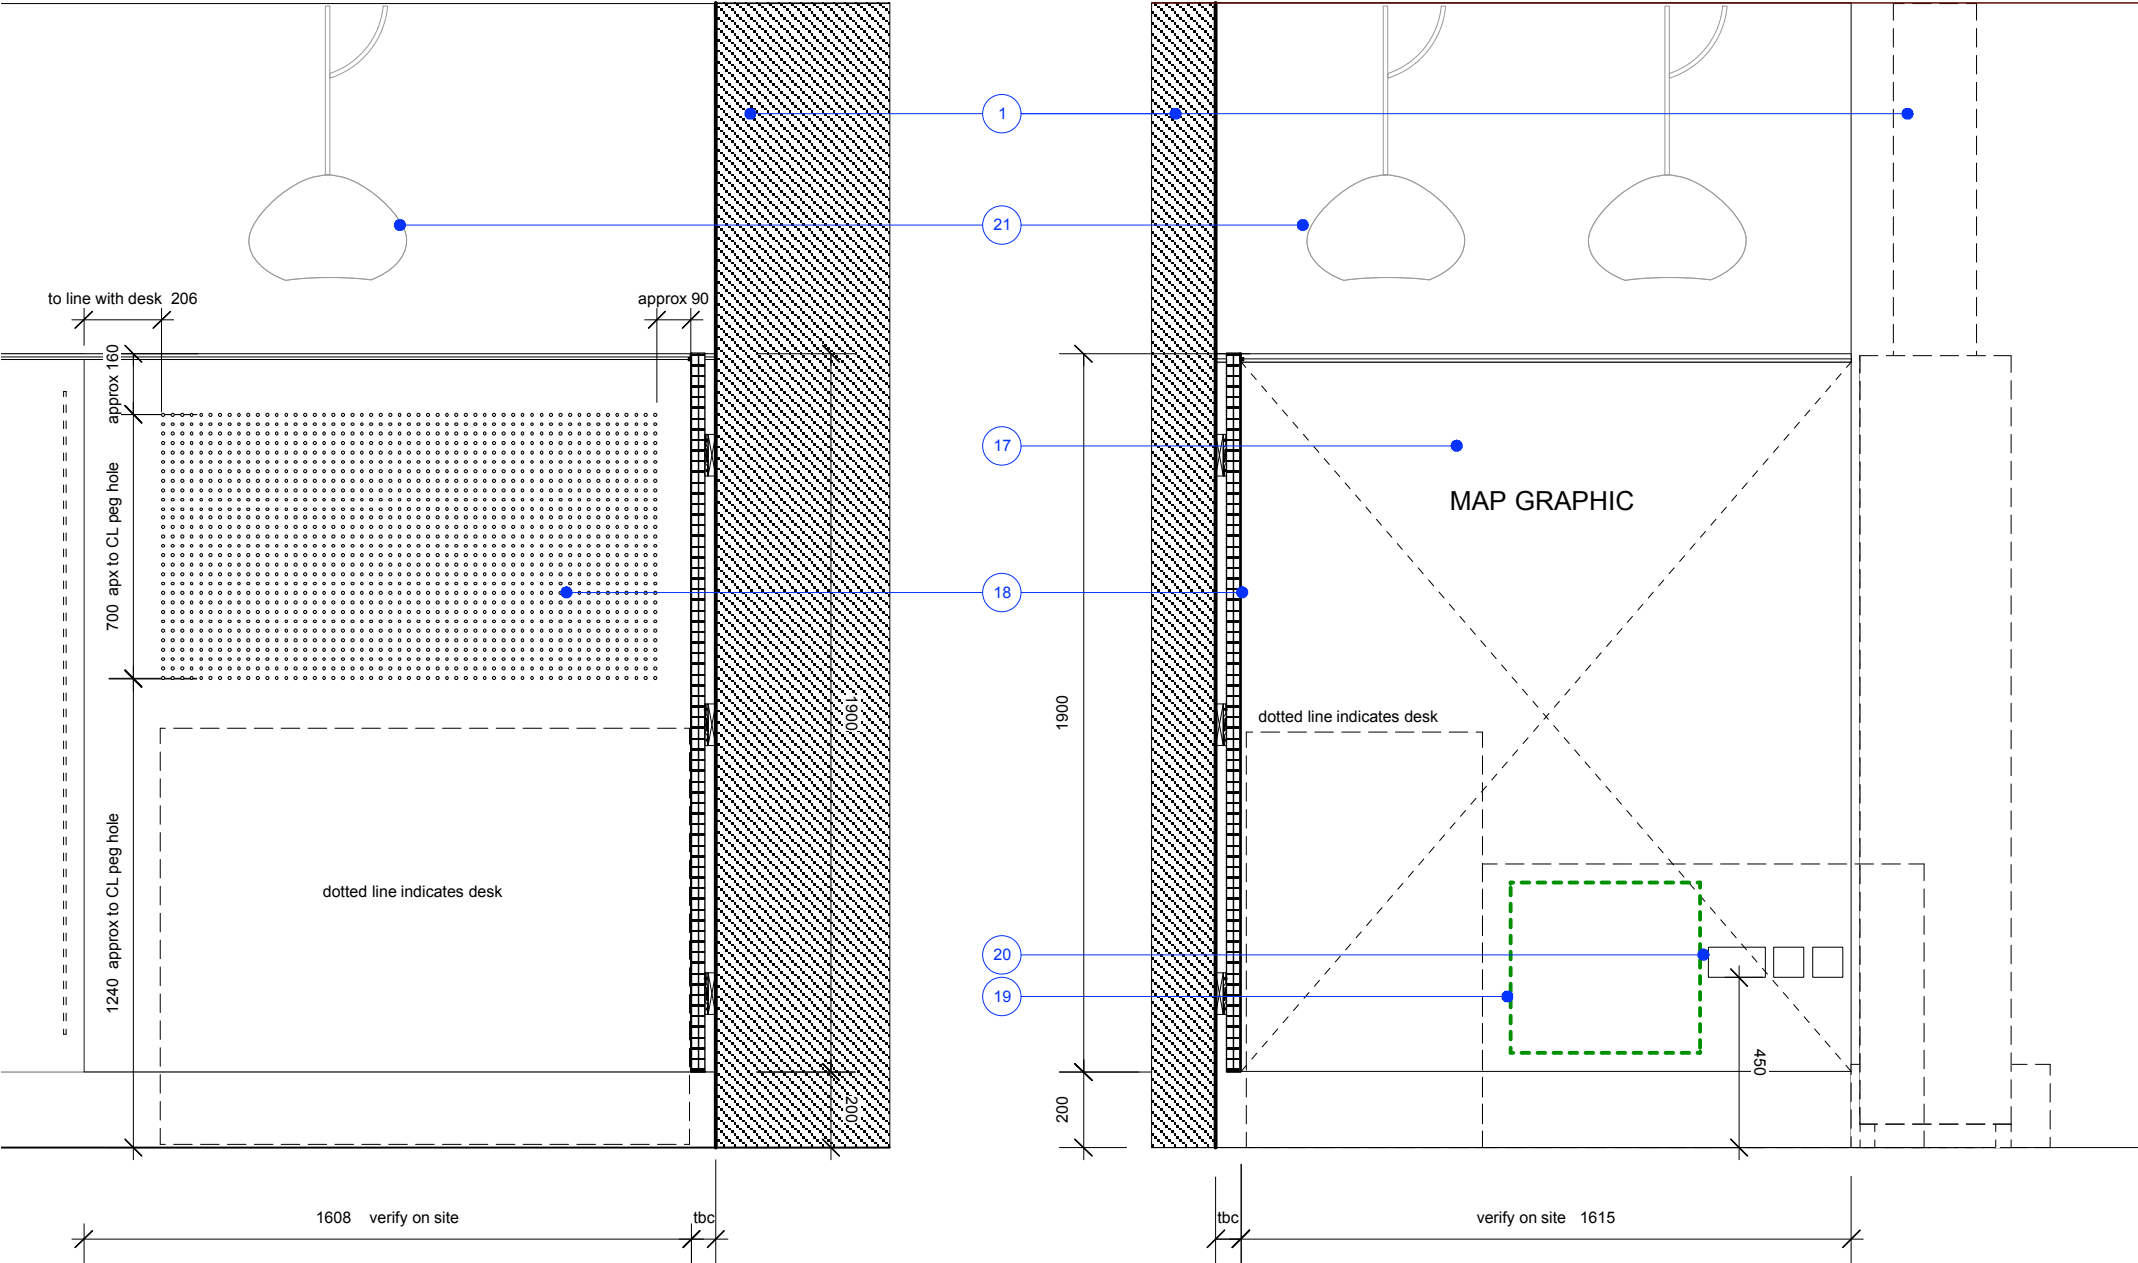 1
21
to line with desk 206
approx 90
approx 160
17
MAP GRAPHIC
700 apx to CL peg hole
18
1900
1900
dotted line indicates desk
dotted line indicates desk
1240 approx to CL peg hole
20
19
450
200
200
1608 verify on site
tbc
tbc
verify on site 1615